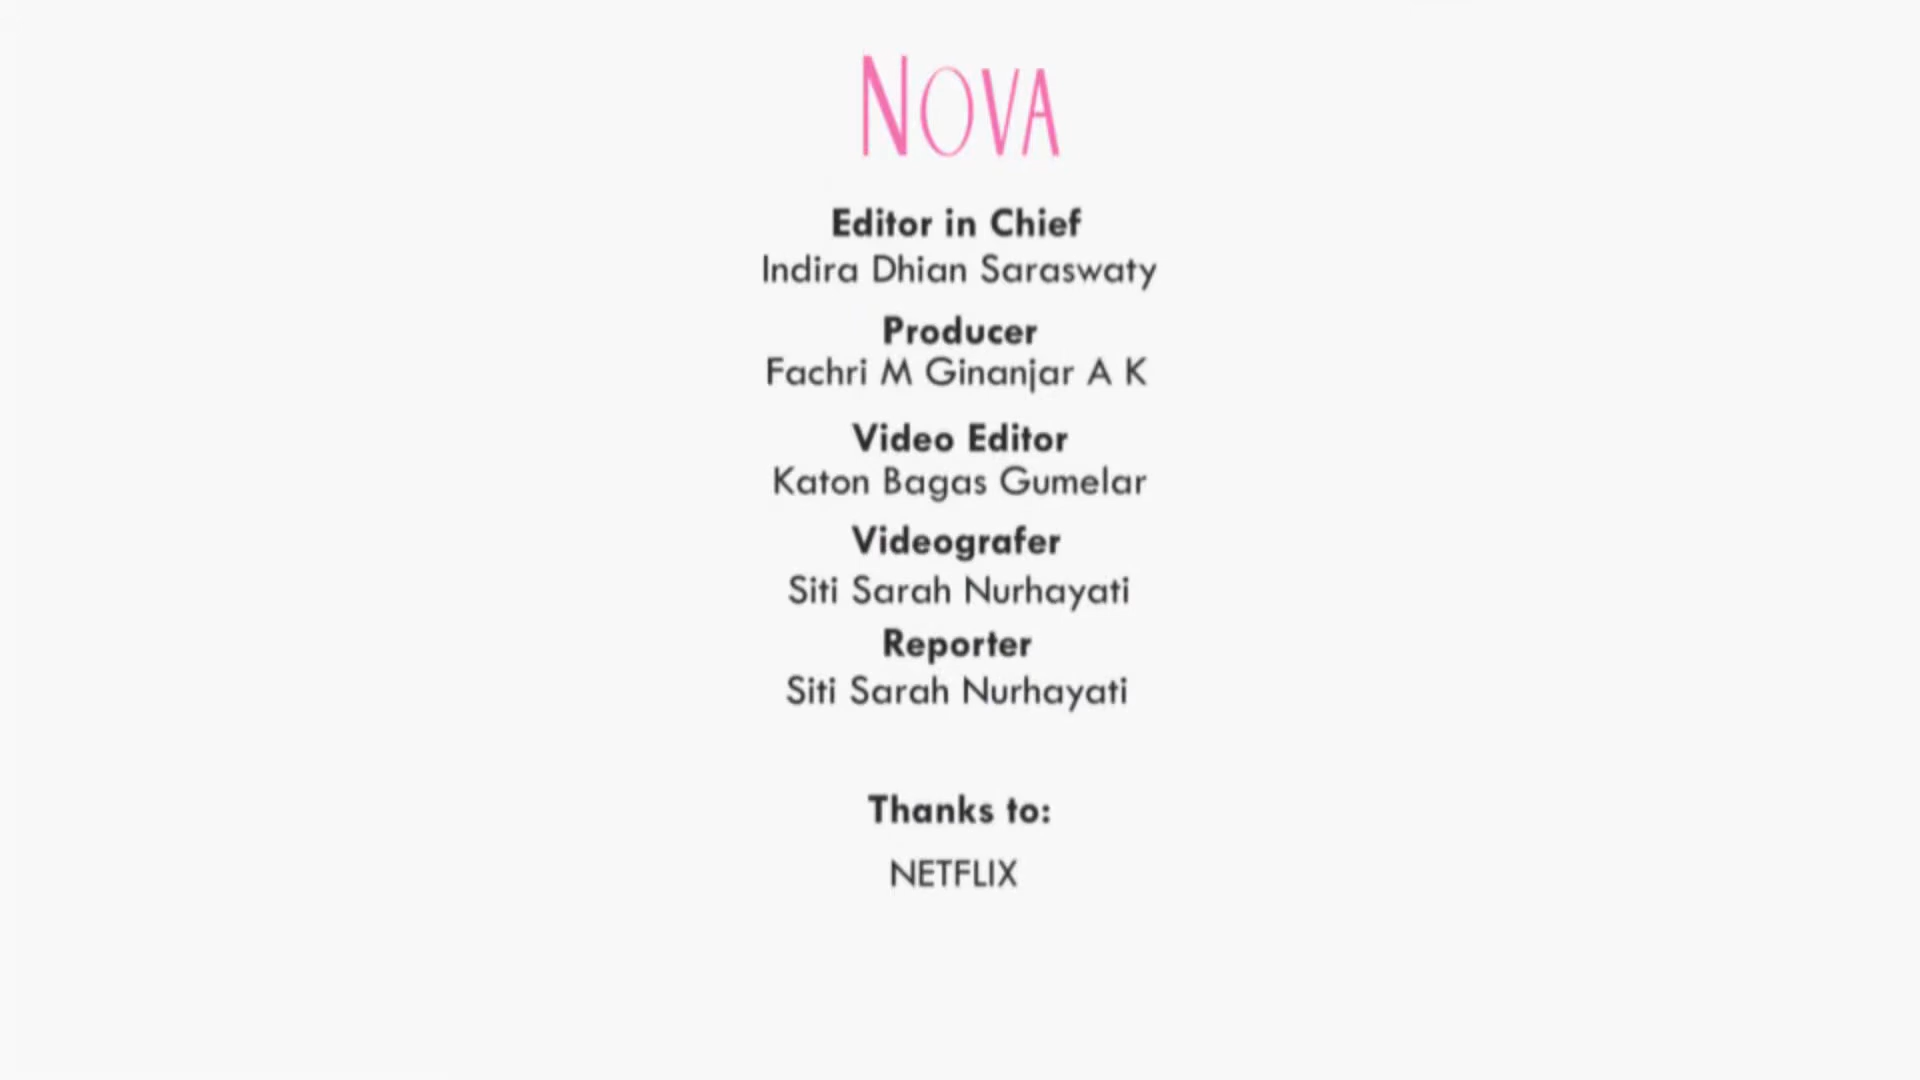 NOVA
Editor in Chief
Indira Dhian Saraswaty
Producer
Fachri M Ginanjar A K
Video Editor
Katon Bagas Gumelar
Videografer
Siti Sarah Nurhayati
Reporter
Siti Sarah Nurhayati
Thanks to:
NETFLIX